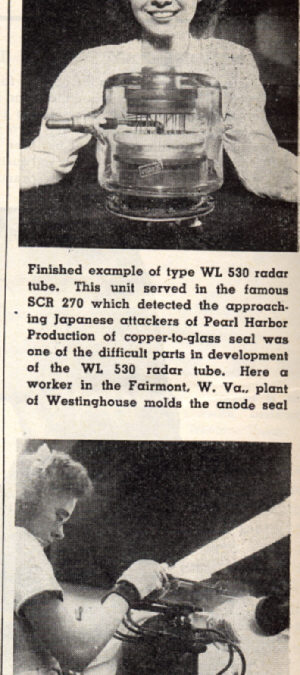 Finished example of type WL 530 radar
tube. This unit served in the famous
SCR 270 which detected the approach-
ing Japanese attackers of Pearl Harbor
Production of copper-to-glass seal was
one of the difficult parts in development
of the WL 530 radar tube. Here a
worker in the Fairmont, W. Va., plant
of Westinghouse molds the anode seal